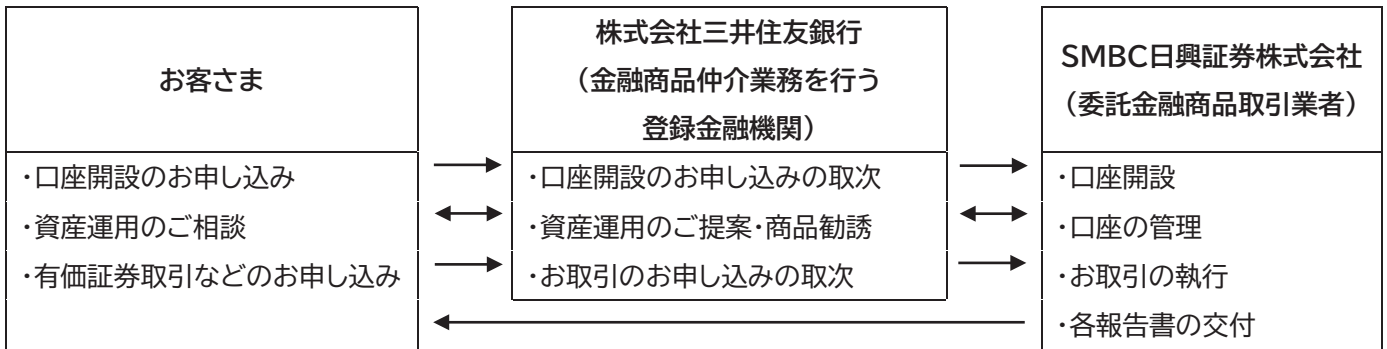 お客さま
株式会社三井住友銀行
（金融商品仲介業務を行う
登録金融機関）
SMBC日興証券株式会社
（委託金融商品取引業者）
・口座開設のお申し込み
・資産運用のご相談
・有価証券取引などのお申し込み
・口座開設のお申し込みの取次
・資産運用のご提案・商品勧誘
・お取引のお申し込みの取次
・口座開設
・口座の管理
・お取引の執行
・各報告書の交付